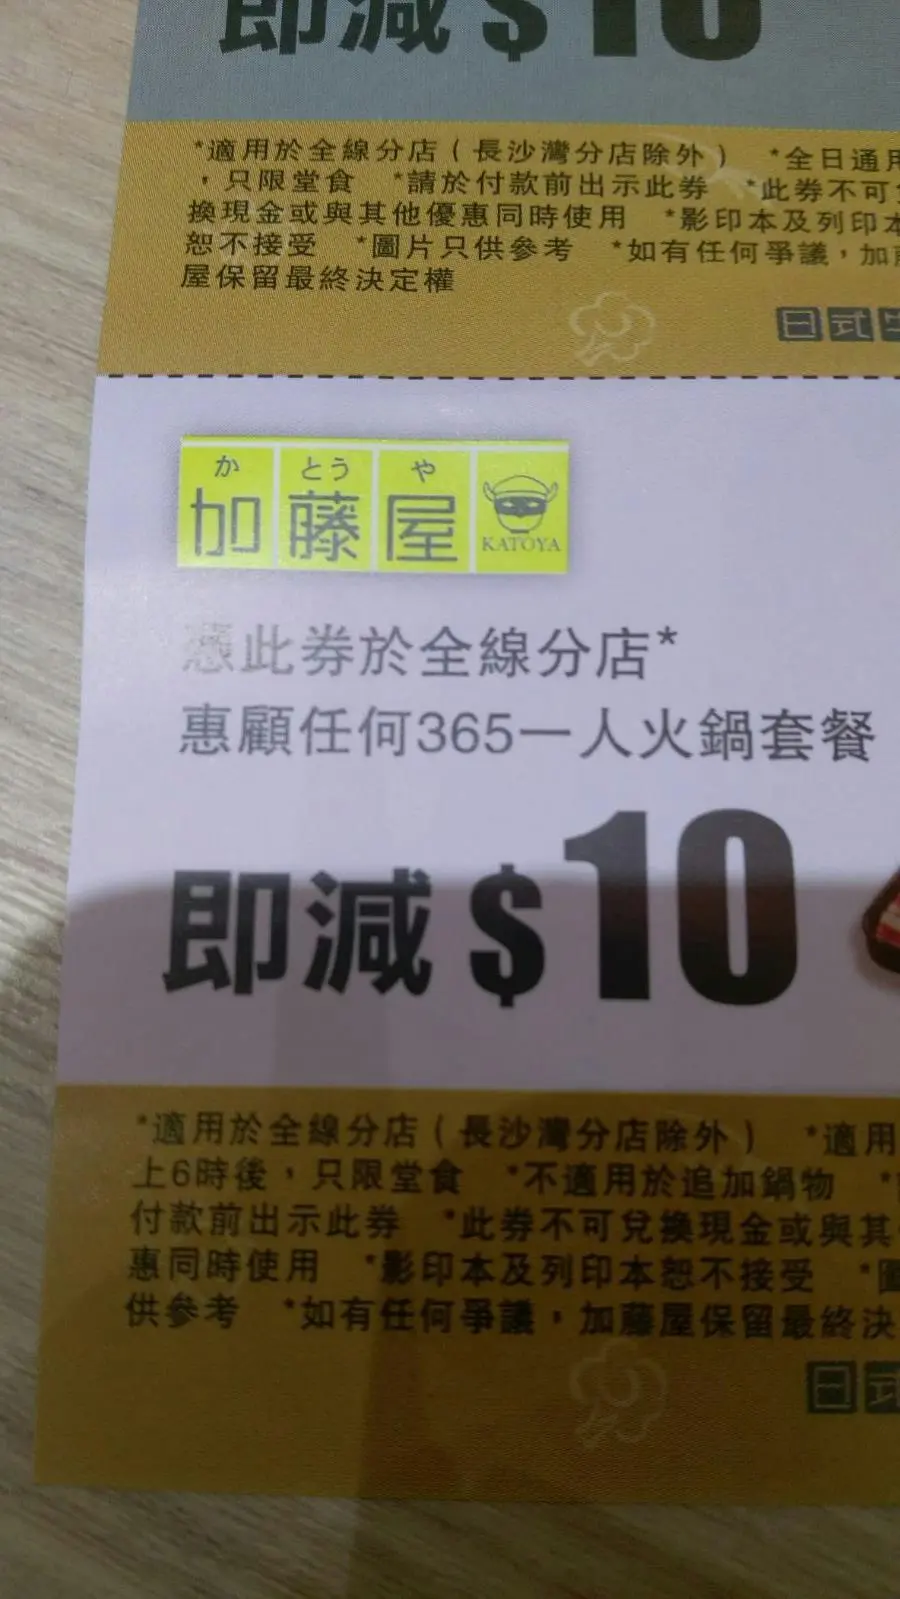 即減$10
*適用於全線分店（長沙灣分店除外） *全日通用
，只限堂食 *請於付款前出示此券 *此券不可
換現金或與其他優惠同時使用 *影印本及列印本
恕不接受 *圖片只供參考 *如有任何爭議，加
屋保留最終決定權
日式
か とう や
加藤屋
KATOYA
憑此券於全線分店*
惠顧任何365一人火鍋套餐
即減$10
*適用於全線分店（長沙灣分店除外） *適用
上6時後，只限堂食 *不適用於追加鍋物 *
付款前出示此券 *此券不可兌換現金或與其
惠同時使用 *影印本及列印本恕不接受 *圖
供參考 *如有任何爭議，加藤屋保留最終決
日式